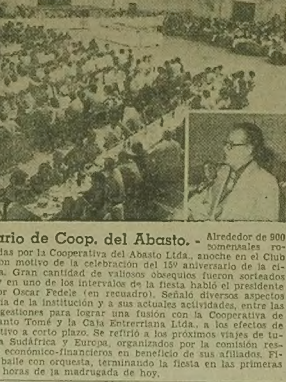 ario de Coop. del Abasto. - Alrededor de 900
comensales ro-
das por la Cooperativa del Abasto Ltda., anoche en el Club
on motivo de la celebración del 15º aniversario de la ci-
a. Gran cantidad de valiosos obsequios fueron sorteados
y en uno de los intervalos de la fiesta habló el presidente
or Oscar Fedele (en recuadro). Señaló diversos aspectos
ia de la institución y a sus actuales actividades, entre las
gestiones para lograr una fusión con la Cooperativa de
anto Tomé y la Caja Entrerriana Ltda., a los efectos de
tivo a corto plazo. Se refirió a los próximos viajes de tu-
Sudáfrica y Europa, organizados por la comisión res-
económico-financieros en beneficio de sus afiliados. Fi-
baile con orquesta, terminando la fiesta en las primeras
horas de la madrugada de hoy.